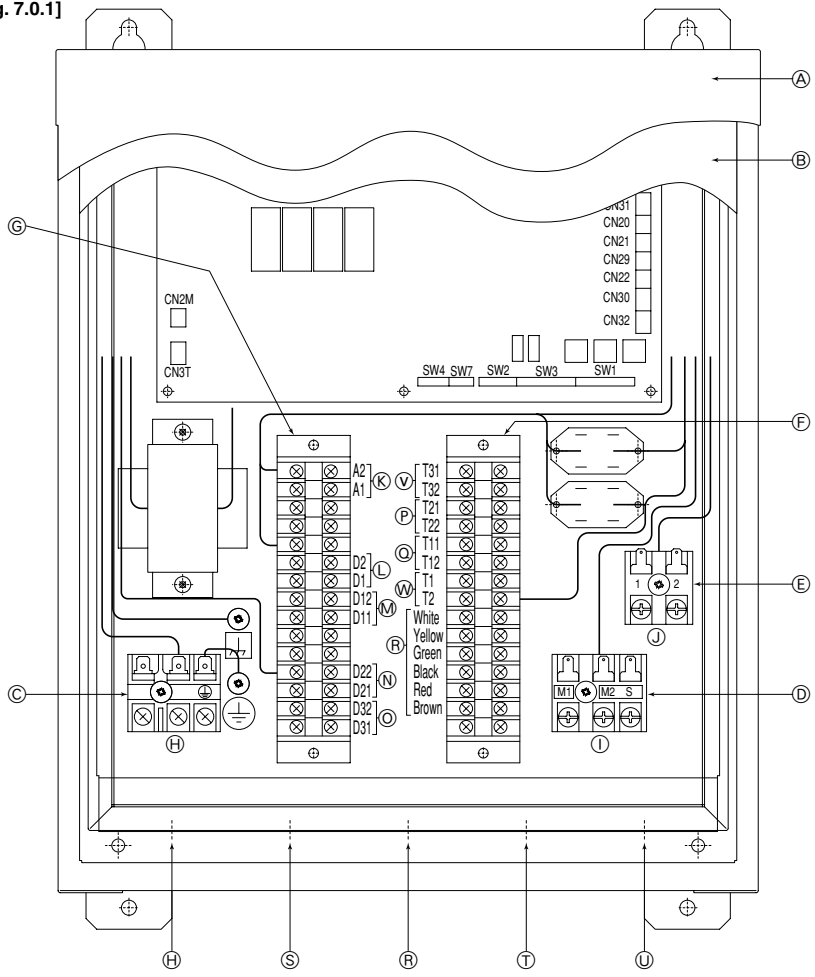 g. 7.0.1]
A
B
CN31
CN20
CN21
CN29
CN22
CN30
CN32
G
CN2M
CN3T
SW4 SW7 SW2 SW3 SW1
F
A2 K V T31
A1 T32
P T21
T22
Q T11
D2 L T12
D1 W T1
D12 M T2
D11 White
R Yellow
Green
D22 N Black
D21 Red
D32 O Brown
D31
1 2
E
J
C
M1 M2 S
D
H
I
H S R T U